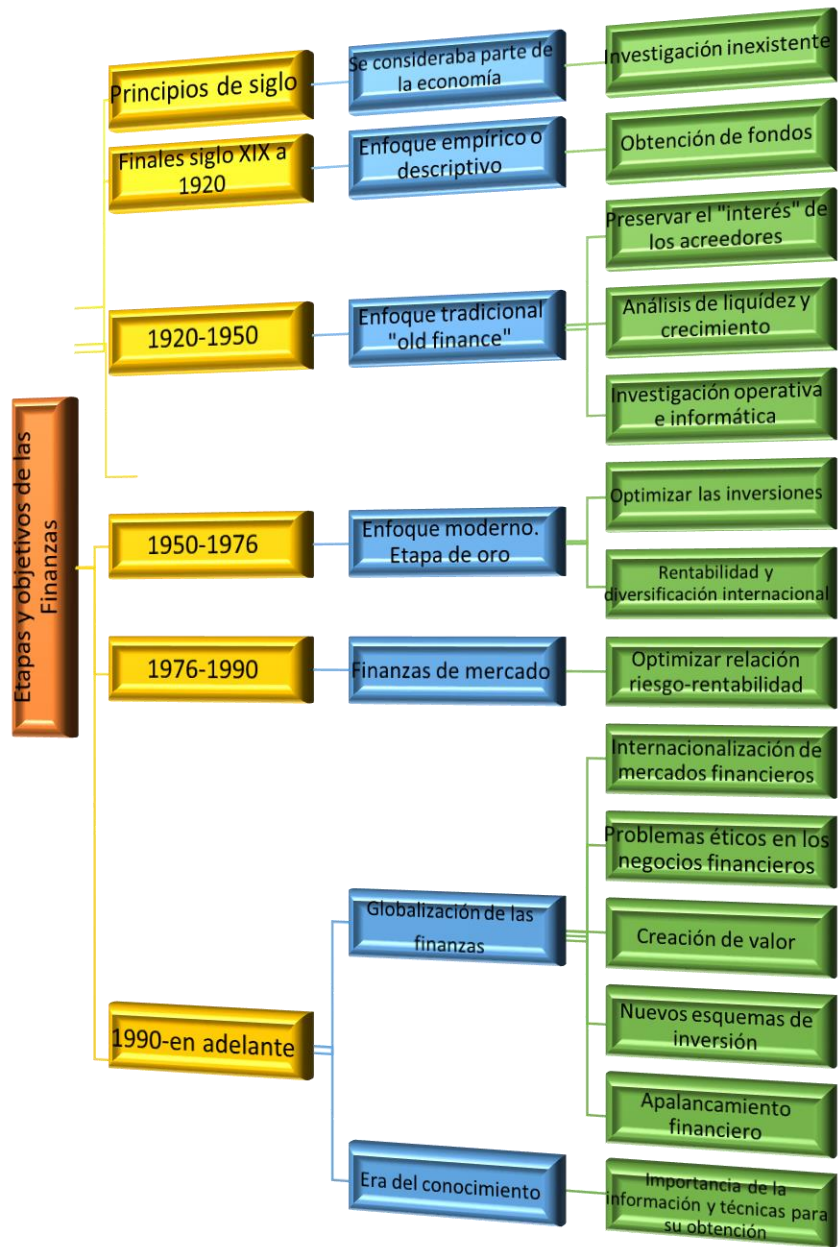 Etapas y objetivos de las
Finanzas
Principios de siglo
Se consideraba parte de
la economía
Investigación inexistente
Finales siglo XIX a
1920
Enfoque empírico o
descriptivo
Obtención de fondos
1920-1950
Enfoque tradicional
"old finance"
Preservar el "interés" de
los acreedores
Análisis de liquídez y
crecimiento
Investigación operativa
e informática
1950-1976
Enfoque moderno.
Etapa de oro
Optimizar las inversiones
Rentabilidad y
diversificación internacional
1976-1990
Finanzas de mercado
Optimizar relación
riesgo-rentabilidad
1990-en adelante
Globalización de las
finanzas
Internacionalización de
mercados financieros
Problemas éticos en los
negocios financieros
Creación de valor
Nuevos esquemas de
inversión
Apalancamiento
financiero
Era del conocimiento
Importancia de la
información y técnicas para
su obtención